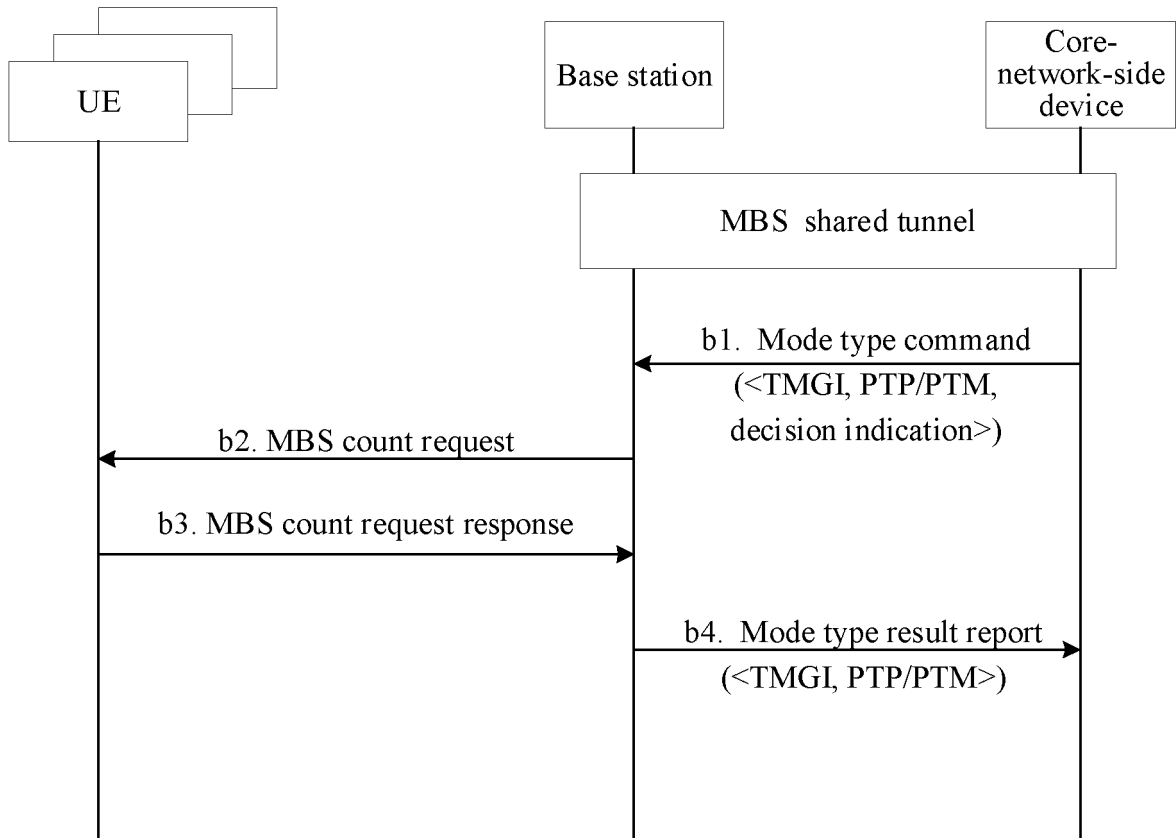 UE
Base station
Core-
network-side
device
MBS shared tunnel
b1. Mode type command
(<TMGI, PTP/PTM,
decision indication>)
b2. MBS count request
b3. MBS count request response
b4. Mode type result report
(<TMGI, PTP/PTM>)